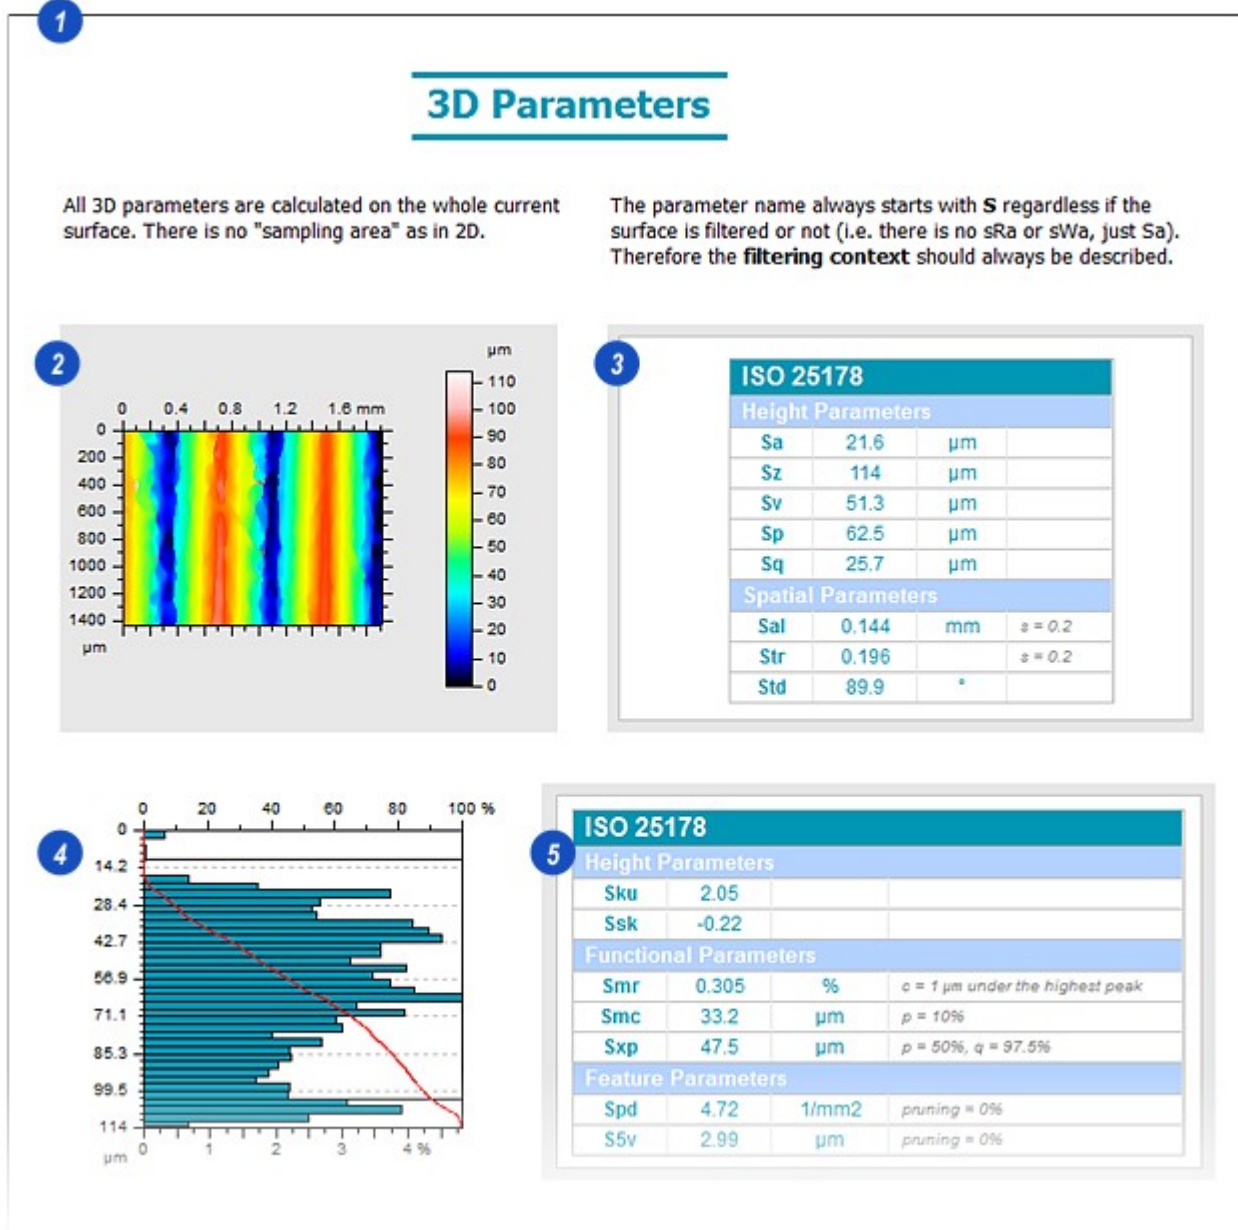 1
3D Parameters
All 3D parameters are calculated on the whole current
surface. There is no "sampling area" as in 2D.
The parameter name always starts with S regardless if the
surface is filtered or not (i.e. there is no sRa or sWa, just Sa).
Therefore the filtering context should always be described.
2
µm
0 0.4 0.8 1.2 1.6 mm
0
200
400
600
800
1000
1200
1400
µm
110
100
90
80
70
60
50
40
30
20
10
0
3
ISO 25178
Height Parameters
Sa 21.6 µm
Sz 114 µm
Sv 51.3 µm
Sp 62.5 µm
Sq 25.7 µm
Spatial Parameters
Sal 0.144 mm s = 0.2
Str 0.196 s = 0.2
Std 89.9 °
4
0 20 40 60 80 100 %
0
14.2
28.4
42.7
56.9
71.1
85.3
99.5
114
µm
0 1 2 3 4 %
5
ISO 25178
Height Parameters
Sku 2.05
Ssk -0.22
Functional Parameters
Smr 0.305 % c = 1 µm under the highest peak
Smc 33.2 µm p = 10%
Sxp 47.5 µm p = 50%, q = 97.5%
Feature Parameters
Spd 4.72 1/mm2 pruning = 0%
S5v 2.99 µm pruning = 0%